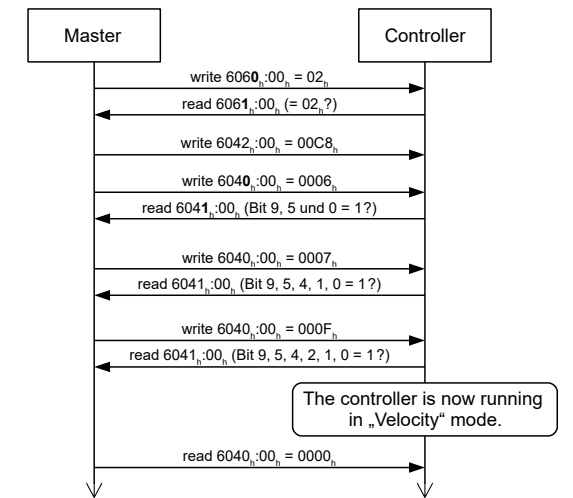 Master
Controller
write 6060ₕ:00ₕ = 02ₕ
read 6061ₕ:00ₕ (= 02ₕ?)
write 6042ₕ:00ₕ = 00C8ₕ
write 6040ₕ:00ₕ = 0006ₕ
read 6041ₕ:00ₕ (Bit 9, 5 und 0 = 1?)
write 6040ₕ:00ₕ = 0007ₕ
read 6041ₕ:00ₕ (Bit 9, 5, 4, 1, 0 = 1?)
write 6040ₕ:00ₕ = 000Fₕ
read 6041ₕ:00ₕ (Bit 9, 5, 4, 2, 1, 0 = 1?)
The controller is now running
in „Velocity“ mode.
read 6040ₕ:00ₕ = 0000ₕ